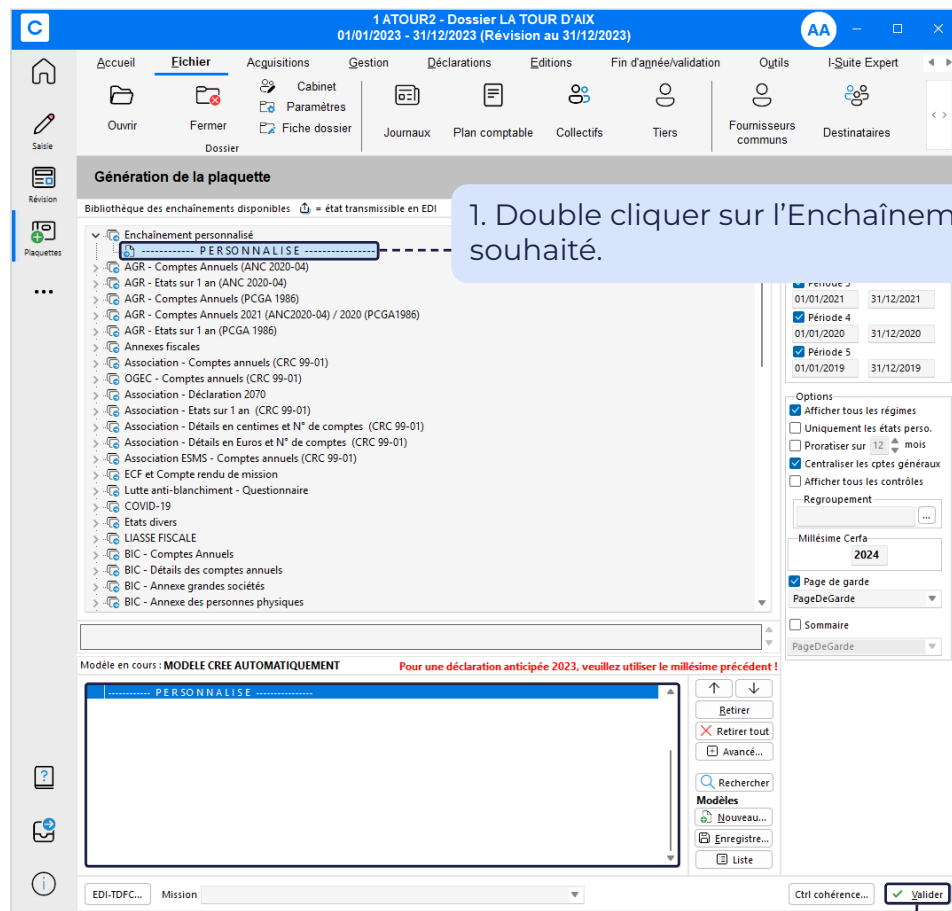 C
1 ATOUR2 - Dossier LA TOUR D'AIX
01/01/2023 - 31/12/2023 (Révision au 31/12/2023)
AA
Accueil Fichier Acquisitions Gestion Déclarations Editions Fin d'année/validation Outils I-Suite Expert
Ouvrir
Fermer
Cabinet
Paramètres
Fiche dossier
Dossier
Journaux
Plan comptable
Collectifs
Tiers
Fournisseurs
communs
Destinataires
Saisie
Révision
Plaquettes
Génération de la plaquette
Bibliothèque des enchaînements disponibles = état transmissible en EDI
1. Double cliquer sur l’Enchaînem
souhaité.
Enchaînement personnalisé
------------ P E R S O N N A L I S E ----------------
AGR - Comptes Annuels (ANC 2020-04)
AGR - Etats sur 1 an (ANC 2020-04)
AGR - Comptes Annuels (PCGA 1986)
AGR - Comptes Annuels 2021 (ANC2020-04) / 2020 (PCGA1986)
AGR - Etats sur 1 an (PCGA 1986)
Annexes fiscales
Association - Comptes annuels (CRC 99-01)
OGEC - Comptes annuels (CRC 99-01)
Association - Déclaration 2070
Association - Etats sur 1 an (CRC 99-01)
Association - Détails en centimes et N° de comptes (CRC 99-01)
Association - Détails en Euros et N° de comptes (CRC 99-01)
Association ESMS - Comptes annuels (CRC 99-01)
ECF et Compte rendu de mission
Lutte anti-blanchiment - Questionnaire
COVID-19
Etats divers
LIASSE FISCALE
BIC - Comptes Annuels
BIC - Détails des comptes annuels
BIC - Annexe grandes sociétés
BIC - Annexe des personnes physiques
Période 3
01/01/2021 31/12/2021
Période 4
01/01/2020 31/12/2020
Période 5
01/01/2019 31/12/2019
Options
Afficher tous les régimes
Uniquement les états perso.
Proratiser sur 12 mois
Centraliser les cptes généraux
Afficher tous les contrôles
Regroupement
...
Millésime Cerfa
2024
Page de garde
PageDeGarde
Sommaire
PageDeGarde
Modèle en cours : MODELE CREE AUTOMATIQUEMENT
Pour une déclaration anticipée 2023, veuillez utiliser le millésime précédent !
------------ P E R S O N N A L I S E ----------------
Retirer
Retirer tout
Avancé...
Rechercher
Modèles
Nouveau...
Enregistre...
Liste
EDI-TDFC...
Mission
Ctrl cohérence...
Valider